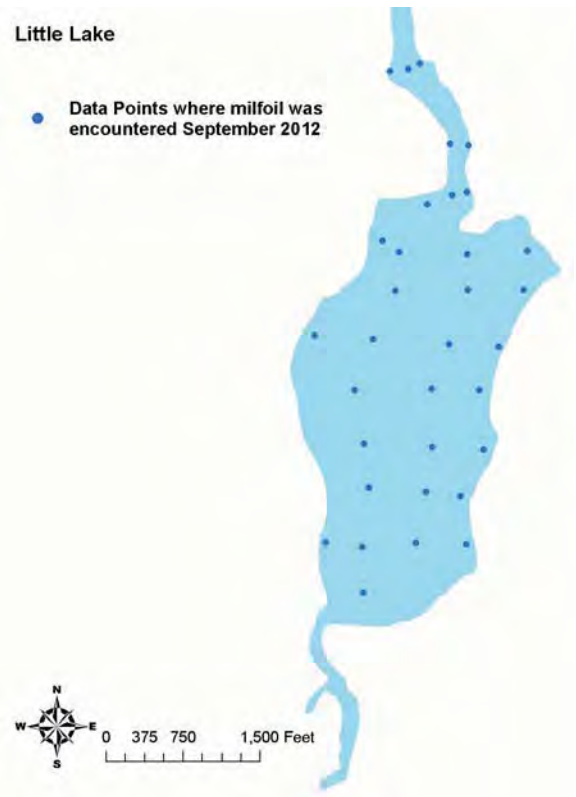 Little Lake
Data Points where milfoil was
encountered September 2012
N
W E
S
0 375 750 1,500 Feet